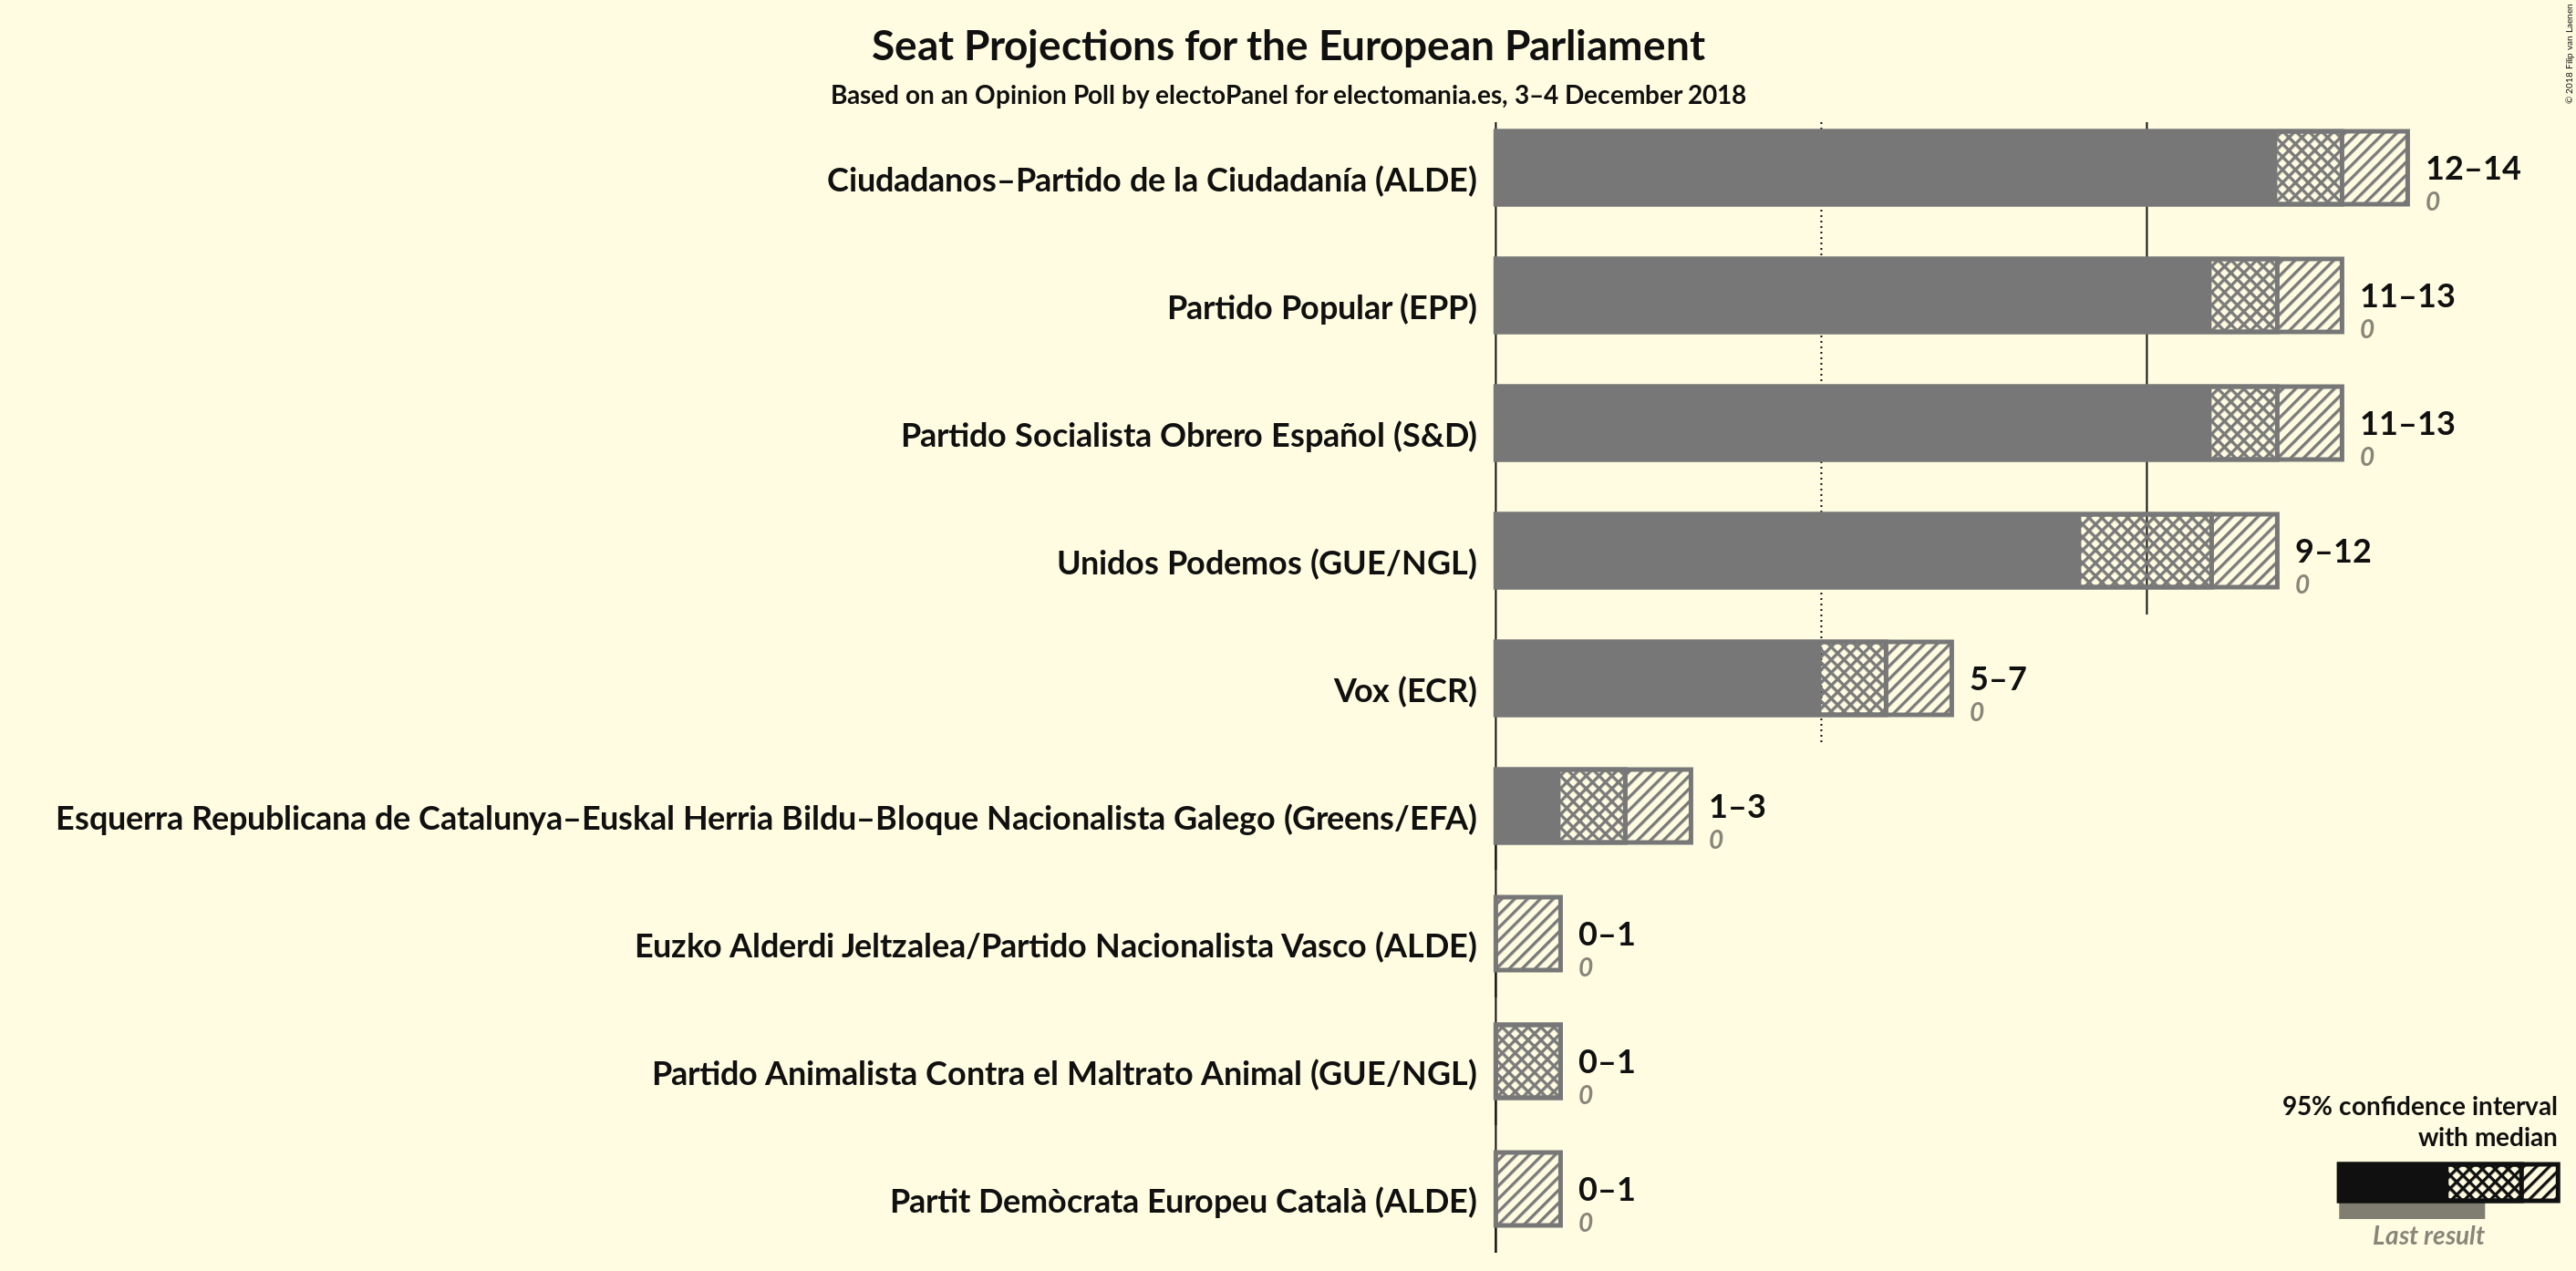 Seat Projections for the European Parliament
Based on an Opinion Poll by electoPanel for electomania.es, 3–4 December 2018
© 2018 Filip van Laenen
Ciudadanos–Partido de la Ciudadanía (ALDE)
12–14
0
Partido Popular (EPP)
11–13
0
Partido Socialista Obrero Español (S&D)
11–13
0
Unidos Podemos (GUE/NGL)
9–12
0
Vox (ECR)
5–7
0
Esquerra Republicana de Catalunya–Euskal Herria Bildu–Bloque Nacionalista Galego (Greens/EFA)
1–3
0
Euzko Alderdi Jeltzalea/Partido Nacionalista Vasco (ALDE)
0–1
0
Partido Animalista Contra el Maltrato Animal (GUE/NGL)
0–1
0
Partit Demòcrata Europeu Català (ALDE)
0–1
0
95% confidence interval
with median
Last result